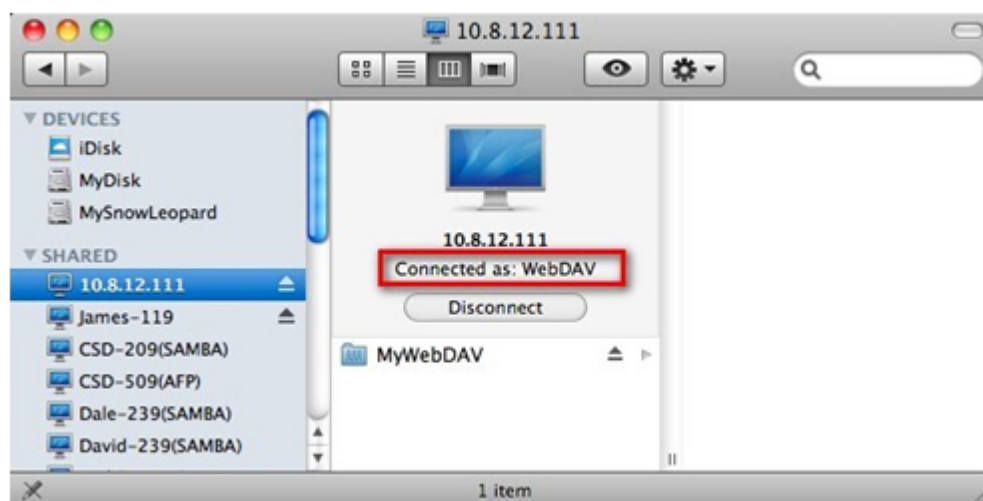 10.8.12.111
DEVICES
iDisk
MyDisk
MySnowLeopard
SHARED
10.8.12.111
James-119
CSD-209(SAMBA)
CSD-509(AFP)
Dale-239(SAMBA)
David-239(SAMBA)
10.8.12.111
Connected as: WebDAV
Disconnect
MyWebDAV
1 item